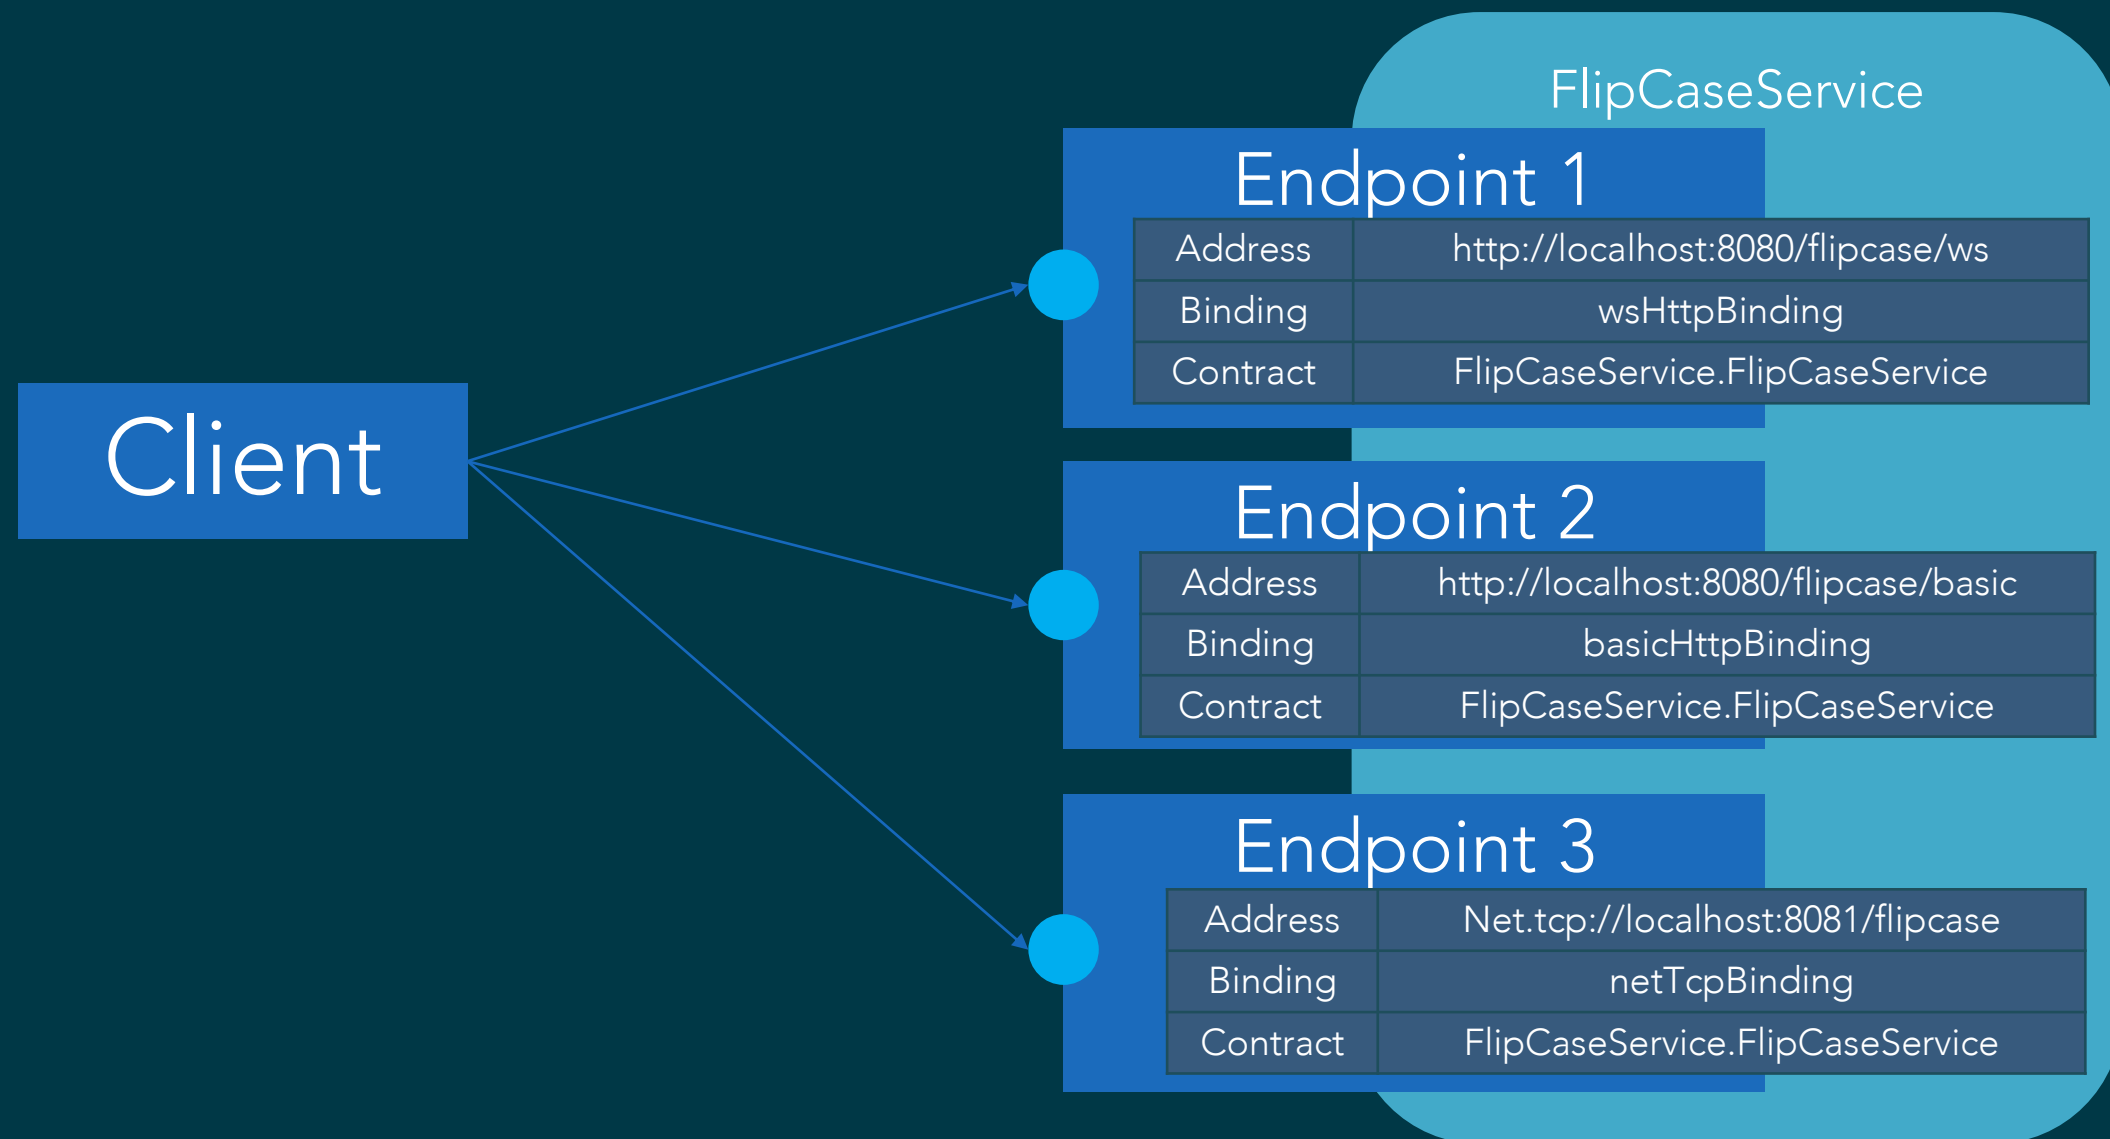 FlipCaseService
Endpoint 1
Address http://localhost:8080/flipcase/ws
Binding wsHttpBinding
Contract FlipCaseService.FlipCaseService
Client
Endpoint 2
Address http://localhost:8080/flipcase/basic
Binding basicHttpBinding
Contract FlipCaseService.FlipCaseService
Endpoint 3
Address Net.tcp://localhost:8081/flipcase
Binding netTcpBinding
Contract FlipCaseService.FlipCaseService